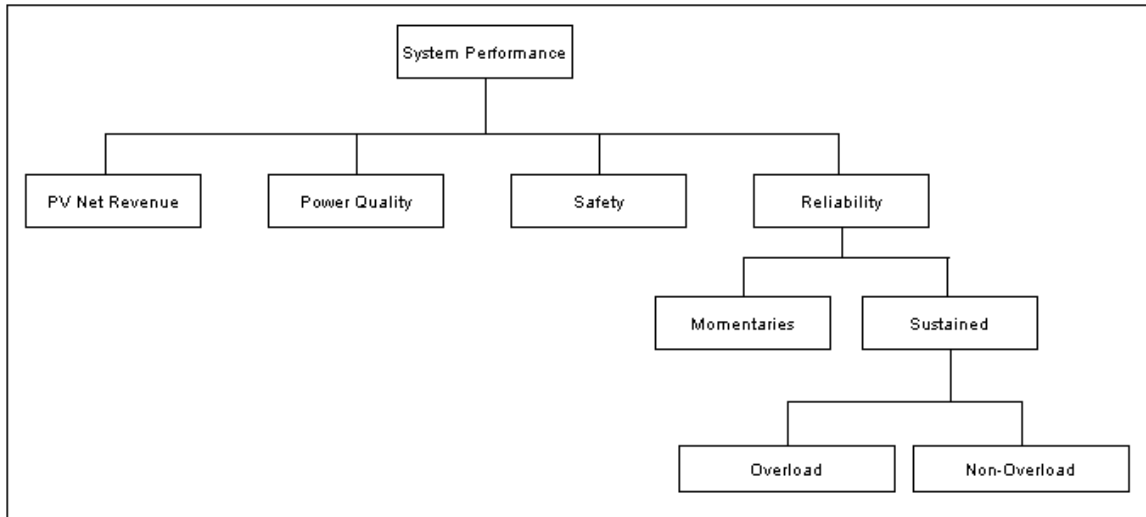 System Performance
PV Net Revenue
Power Quality
Safety
Reliability
Momentaries
Sustained
Overload
Non-Overload